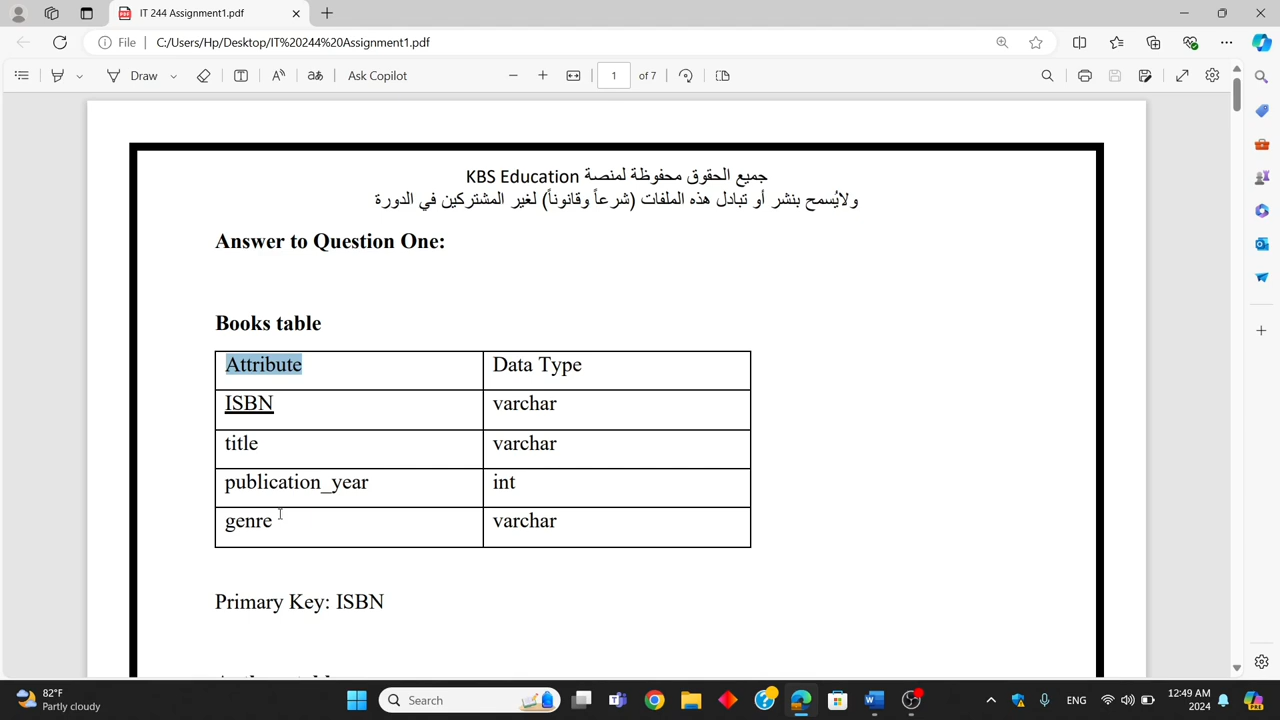 IT 244 Assignment1.pdf
File
C:/Users/Hp/Desktop/IT%20244%20Assignment1.pdf
Draw
Ask Copilot
1 of 7
جميع الحقوق محفوظة لمنصة KBS Education
ولايُسمح بنشر أو تبادل هذه الملفات (شرعاً وقانوناً) لغير المشتركين في الدورة
Answer to Question One:
Books table
Attribute Data Type
ISBN varchar
title varchar
publication_year int
genre varchar
Primary Key: ISBN
82°F
Partly cloudy
Search
ENG
12:49 AM
2024